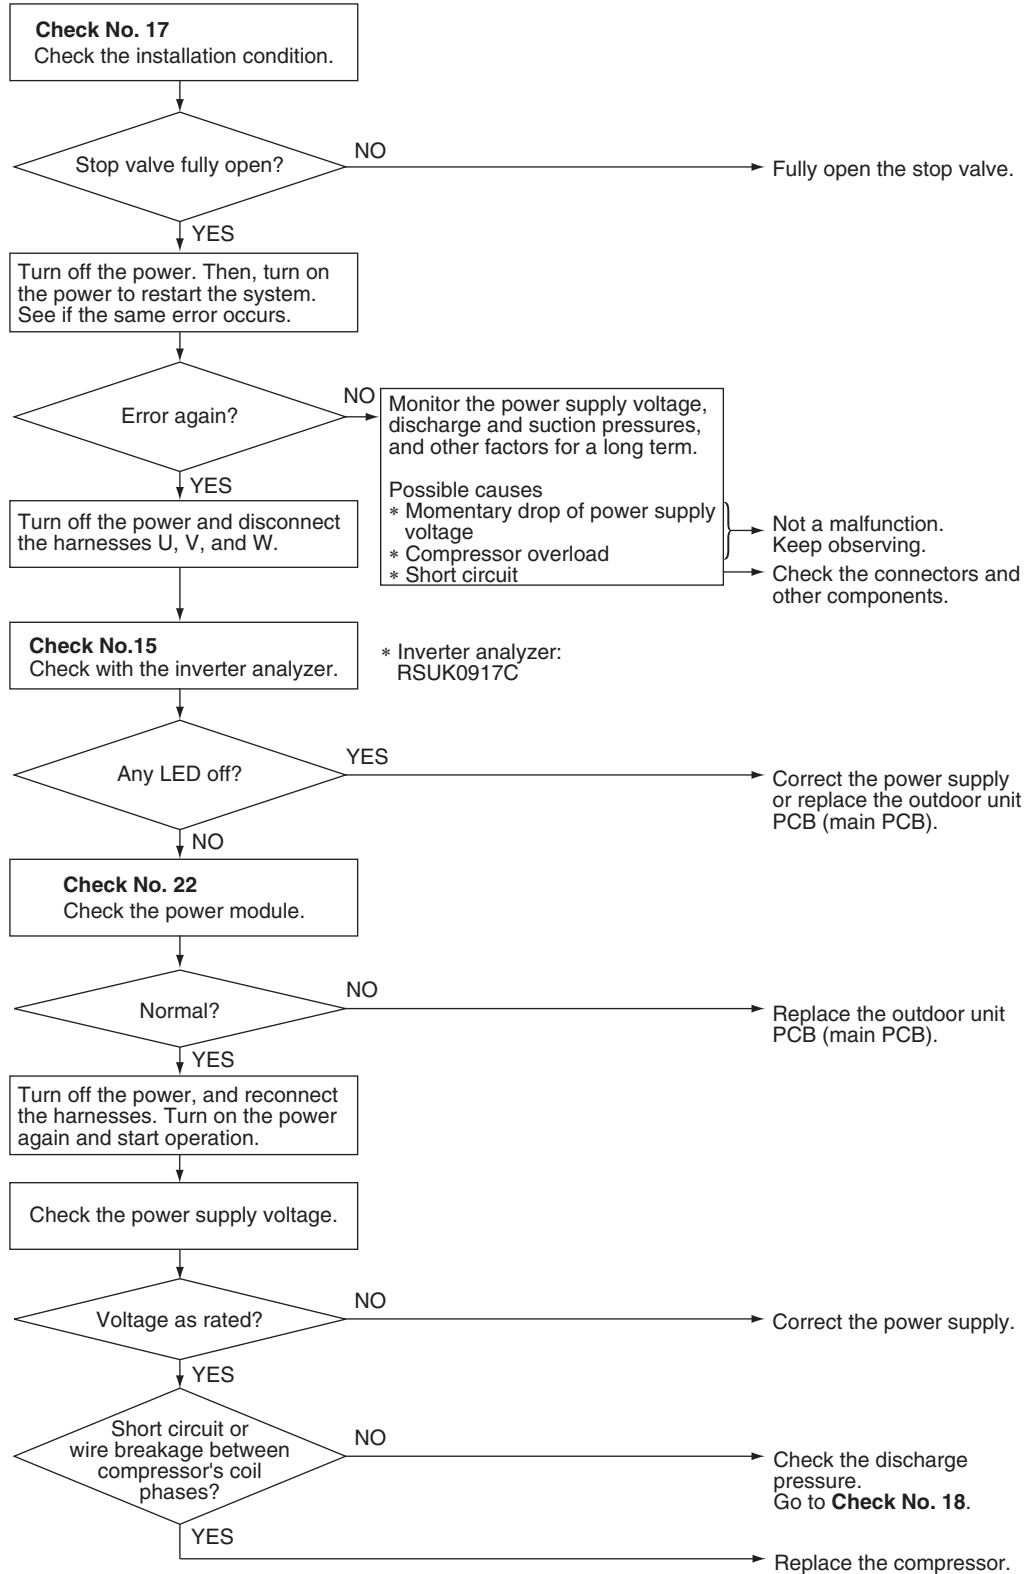 Check No. 17
Check the installation condition.
Stop valve fully open?
NO
Fully open the stop valve.
YES
Turn off the power. Then, turn on
the power to restart the system.
See if the same error occurs.
Error again?
NO
Monitor the power supply voltage,
discharge and suction pressures,
and other factors for a long term.
Possible causes
* Momentary drop of power supply
voltage
* Compressor overload
* Short circuit
Not a malfunction.
Keep observing.
Check the connectors and
other components.
YES
Turn off the power and disconnect
the harnesses U, V, and W.
Check No.15
Check with the inverter analyzer.
* Inverter analyzer:
RSUK0917C
Any LED off?
YES
Correct the power supply
or replace the outdoor unit
PCB (main PCB).
NO
Check No. 22
Check the power module.
Normal?
NO
Replace the outdoor unit
PCB (main PCB).
YES
Turn off the power, and reconnect
the harnesses. Turn on the power
again and start operation.
Check the power supply voltage.
Voltage as rated?
NO
Correct the power supply.
YES
Short circuit or
wire breakage between
compressor's coil
phases?
NO
Check the discharge
pressure.
Go to Check No. 18.
YES
Replace the compressor.